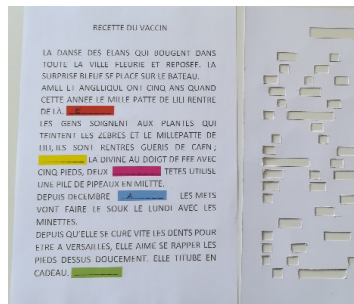 RECETTE DU VACCIN
LA DANSE DES ELANS QUI BOUGENT DANS
TOUTE LA VILLE FLEURIE ET REPOSEE. LA
SURPRISE BLEUE SE PLACE SUR LE BATEAU.
AMEL ET ANGELIQUE ONT CINQ ANS QUAND
CETTE ANNEE LE MILLE PATTE DE LILI RENTRE
DE LÀ.
LES GENS SOIGNENT AUX PLANTES QUI
TEINTENT LES ZEBRES ET LE MILLEPATTE DE
LILI, ILS SONT RENTRES GUERIS DE CAEN ;
LA DIVINE AU DOIGT DE FEE AVEC
CINQ PIEDS, DEUX TETES UTILISE
UNE PILE DE PIPEAUX EN MIETTE.
DEPUIS DECEMBRE LES METS
VONT FAIRE LE SOUK LE LUNDI AVEC LES
MINETTES.
DEPUIS QU'ELLE SE CURE VITE LES DENTS POUR
ETRE A VERSAILLES, ELLE AIME SE RAPPER LES
PIEDS DESSUS DOUCEMENT. ELLE TITUBE EN
CADEAU.